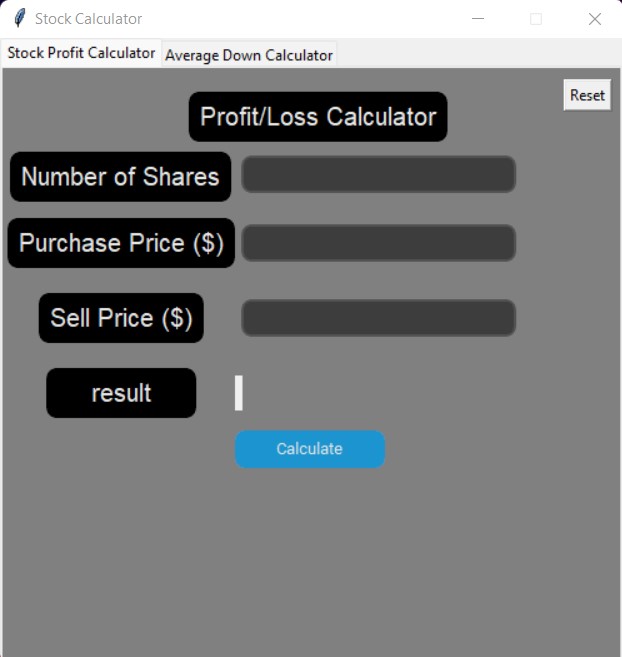 Stock Calculator
Stock Profit Calculator Average Down Calculator
Reset
Profit/Loss Calculator
Number of Shares
Purchase Price ($)
Sell Price ($)
result
Calculate